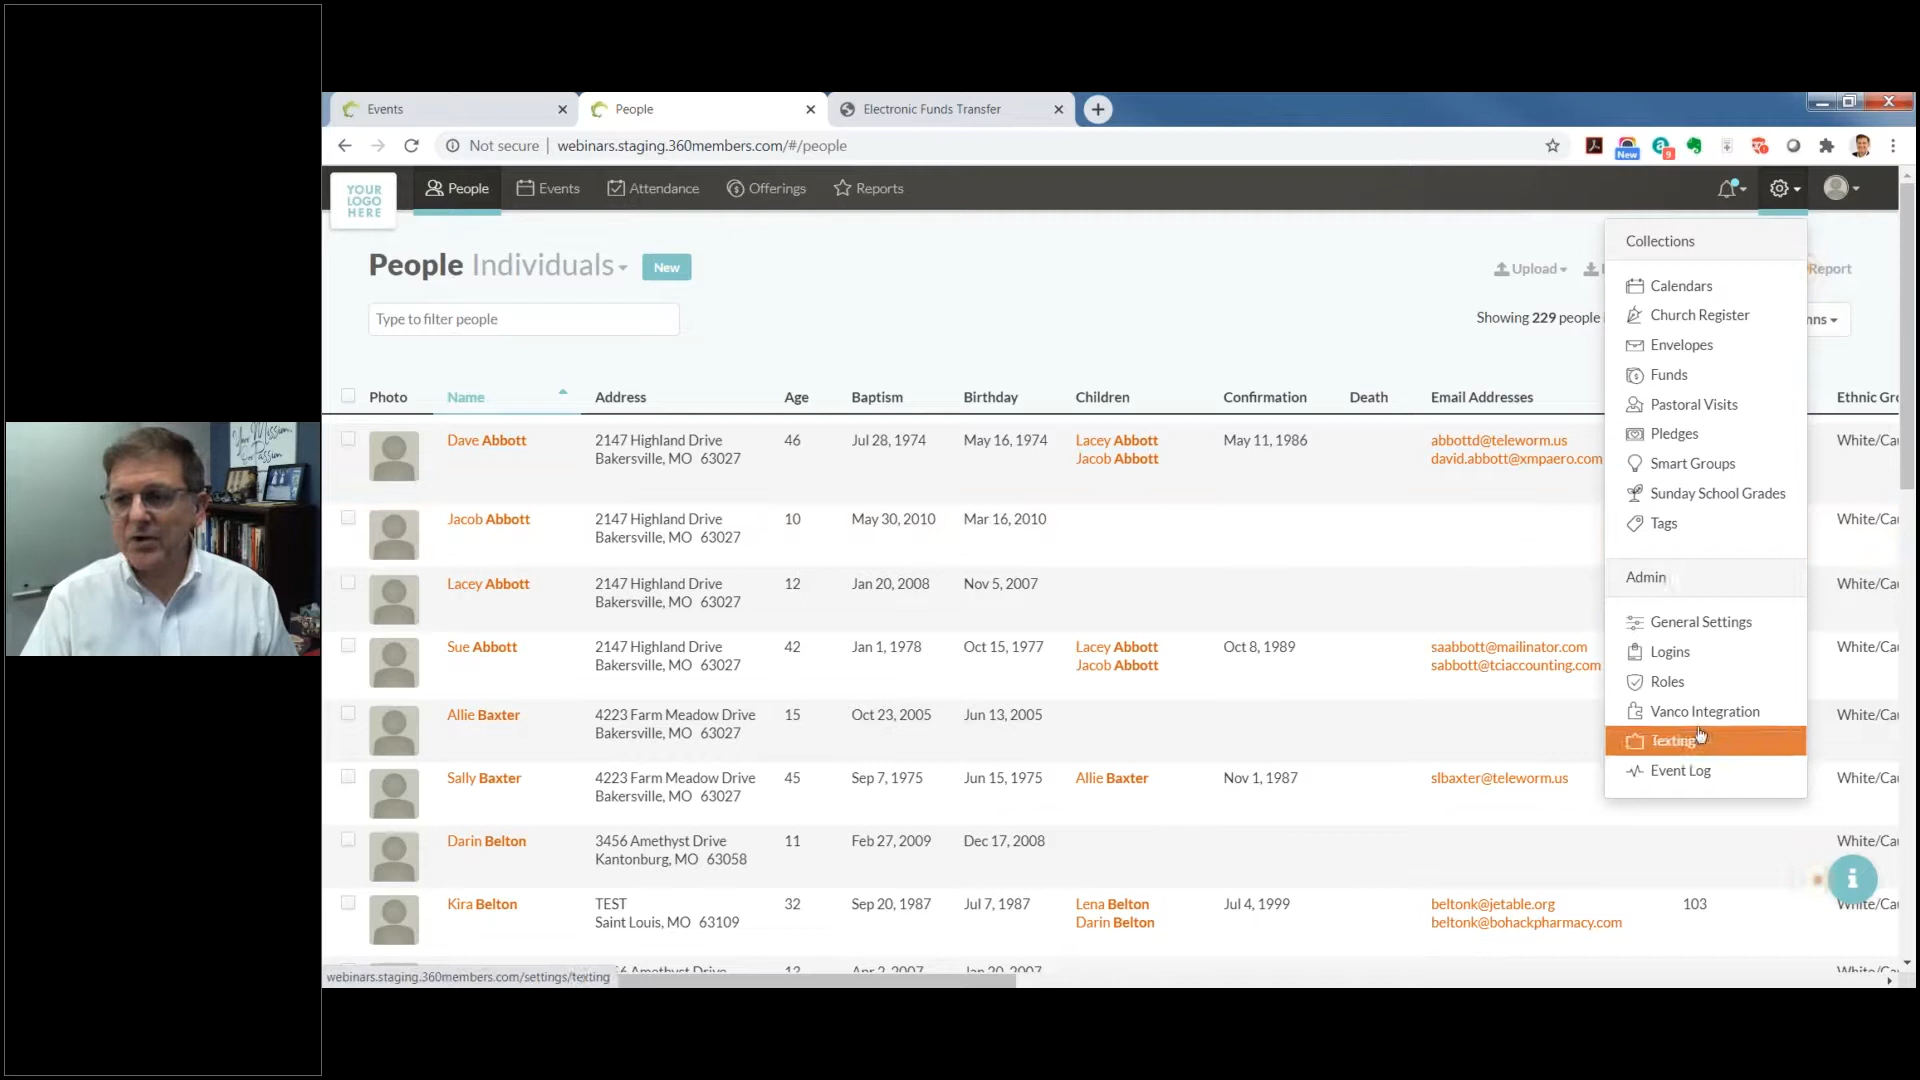 Events
People
Electronic Funds Transfer
Not secure
webinars.staging.360members.com/#/people
New
9
YOUR
LOGO
HERE
People
Events
Attendance
Offerings
Reports
People Individuals
New
Upload
Report
Type to filter people
Showing 229 people
Photo Name Address Age Baptism Birthday Children Confirmation Death Email Addresses
Dave Abbott 2147 Highland Drive 46 Jul 28, 1974 May 16, 1974 Lacey Abbott May 11, 1986 abbottd@teleworm.us
Bakersville, MO 63027 Jacob Abbott david.abbott@xmpaero.com
Jacob Abbott 2147 Highland Drive 10 May 30, 2010 Mar 16, 2010
Bakersville, MO 63027
Lacey Abbott 2147 Highland Drive 12 Jan 20, 2008 Nov 5, 2007
Bakersville, MO 63027
Sue Abbott 2147 Highland Drive 42 Jan 1, 1978 Oct 15, 1977 Lacey Abbott Oct 8, 1989 saabbott@mailinator.com
Bakersville, MO 63027 Jacob Abbott sabbott@tciaccounting.com
Allie Baxter 4223 Farm Meadow Drive 15 Oct 23, 2005 Jun 13, 2005
Bakersville, MO 63027
Sally Baxter 4223 Farm Meadow Drive 45 Sep 7, 1975 Jun 15, 1975 Allie Baxter Nov 1, 1987 slbaxter@teleworm.us
Bakersville, MO 63027
Darin Belton 3456 Amethyst Drive 11 Feb 27, 2009 Dec 17, 2008
Kantonburg, MO 63058
Kira Belton TEST 32 Sep 20, 1987 Jul 7, 1987 Lena Belton Jul 4, 1999 beltonk@jetable.org 103
Saint Louis, MO 63109 Darin Belton beltonk@bohackpharmacy.com
webinars.staging.360members.com/settings/texting
Collections
Calendars
Church Register
Envelopes
Funds
Pastoral Visits
Pledges
Smart Groups
Sunday School Grades
Tags
Admin
General Settings
Logins
Roles
Vanco Integration
Texting
Event Log